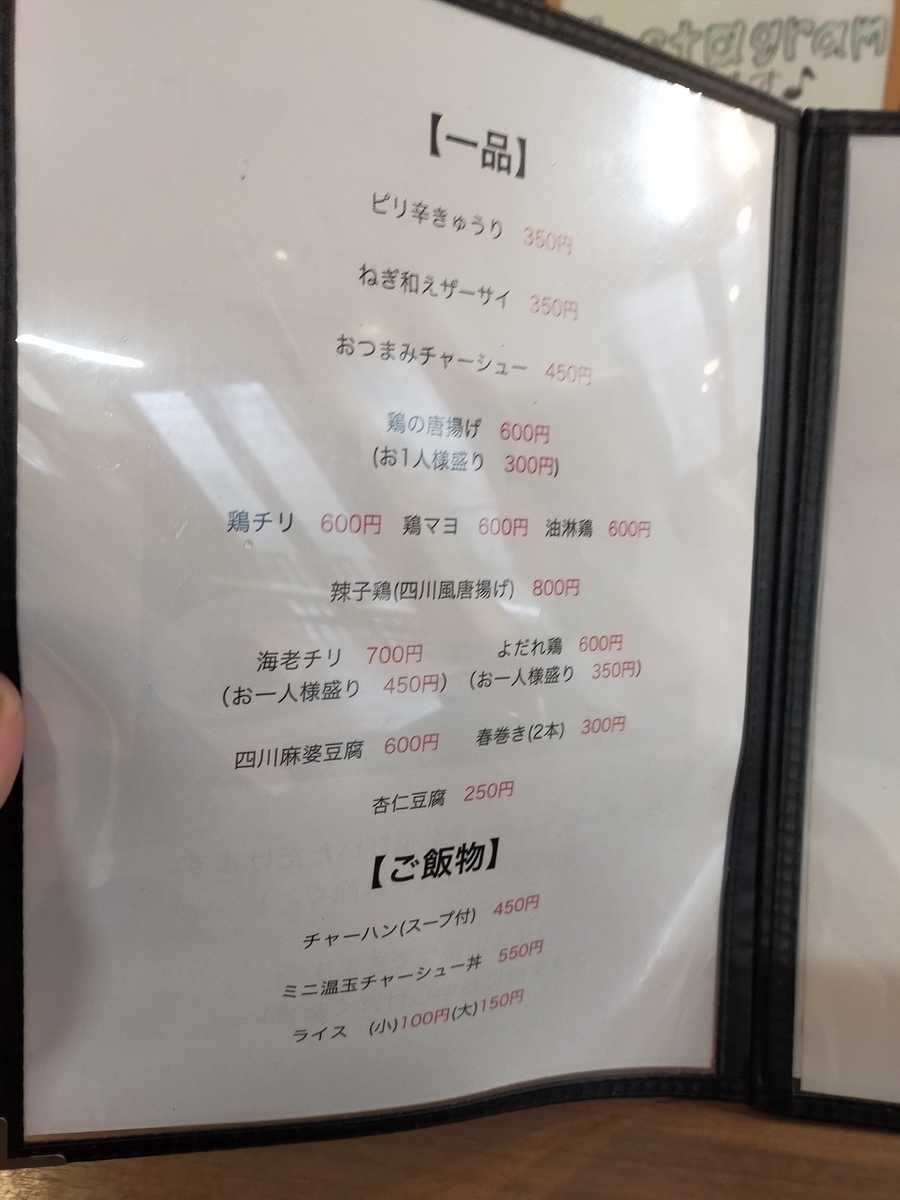 【一品】
ピリ辛きゅうり 350円
ねぎ和えザーサイ 350円
おつまみチャーシュー 450円
鶏の唐揚げ 600円
(お1人様盛り 300円)
鶏チリ 600円 鶏マヨ 600円 油淋鶏 600円
辣子鶏(四川風唐揚げ) 800円
海老チリ 700円 よだれ鶏 600円
(お一人様盛り 450円) (お一人様盛り 350円)
四川麻婆豆腐 600円 春巻き(2本) 300円
杏仁豆腐 250円
【ご飯物】
チャーハン(スープ付) 450円
ミニ温玉チャーシュー丼 550円
ライス (小)100円(大)150円